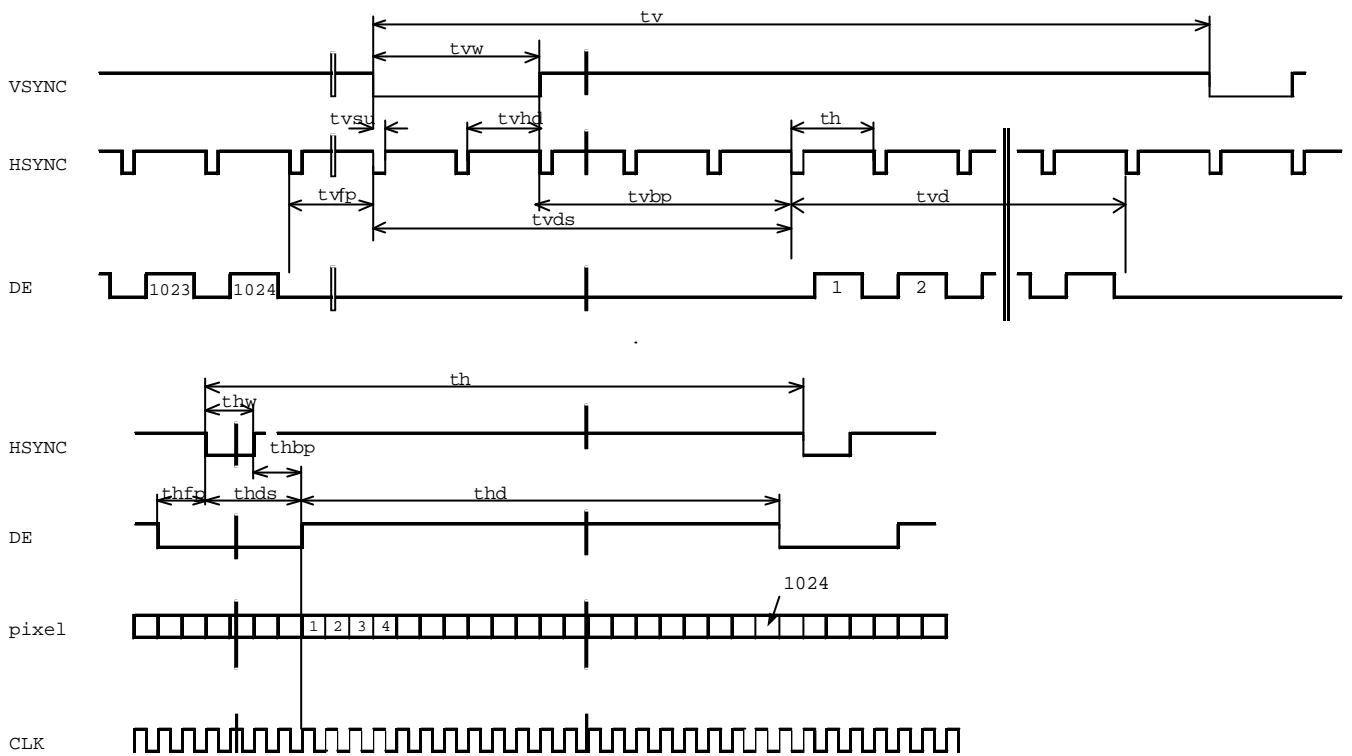 tv
tvw
VSYNC
tvsu tvhd th
HSYNC
tvfp tvbp tvd
tvds
DE 1023 1024 1 2
.
th
thw
HSYNC thbp
thfp thds thd
DE
1024
pixel 1 2 3 4
CLK